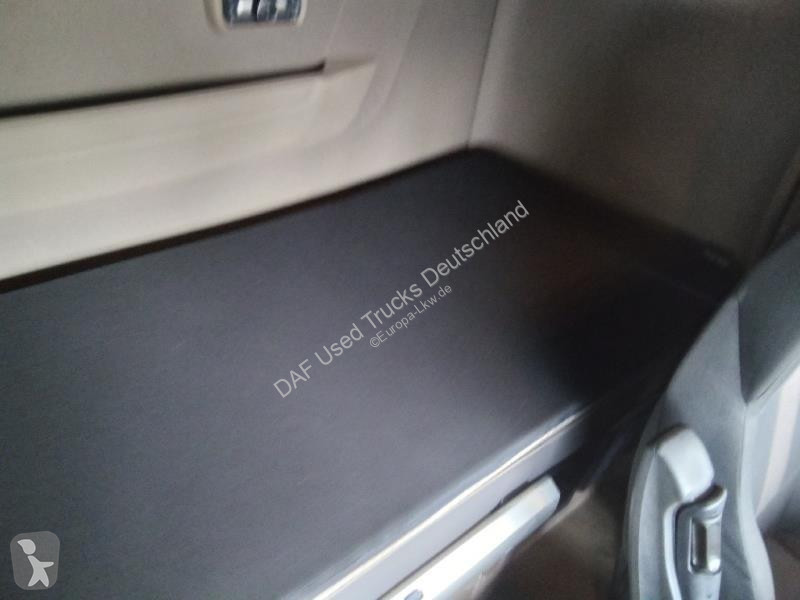 DAF Used Trucks Deutschland
©Europa-Lkw.de